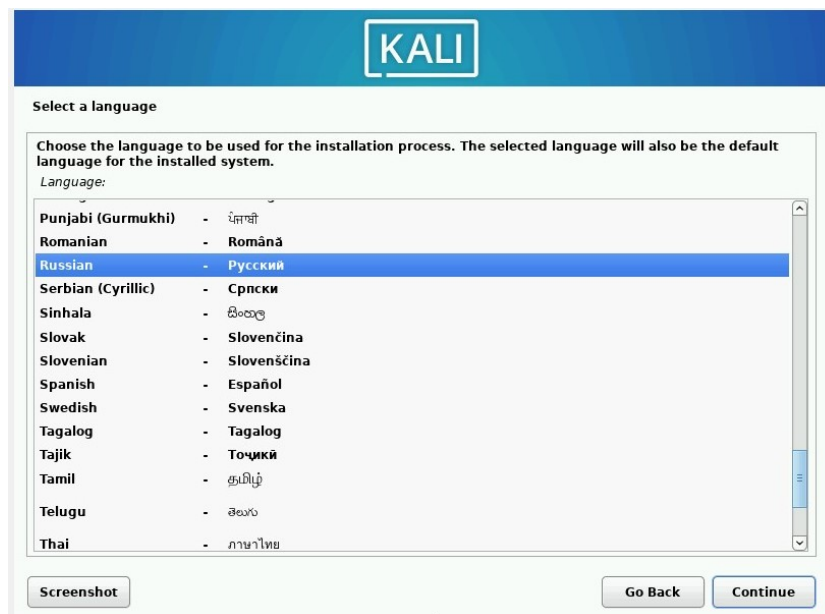 KALI
Select a language
Choose the language to be used for the installation process. The selected language will also be the default
language for the installed system.
Language:
Punjabi (Gurmukhi) - ਪੰਜਾਬੀ
Romanian - Română
Russian - Русский
Serbian (Cyrillic) - Српски
Sinhala - සිංහල
Slovak - Slovenčina
Slovenian - Slovenščina
Spanish - Español
Swedish - Svenska
Tagalog - Tagalog
Tajik - Тоҷикӣ
Tamil - தமிழ்
Telugu - తెలుగు
Thai - ภาษาไทย
Screenshot Go Back Continue